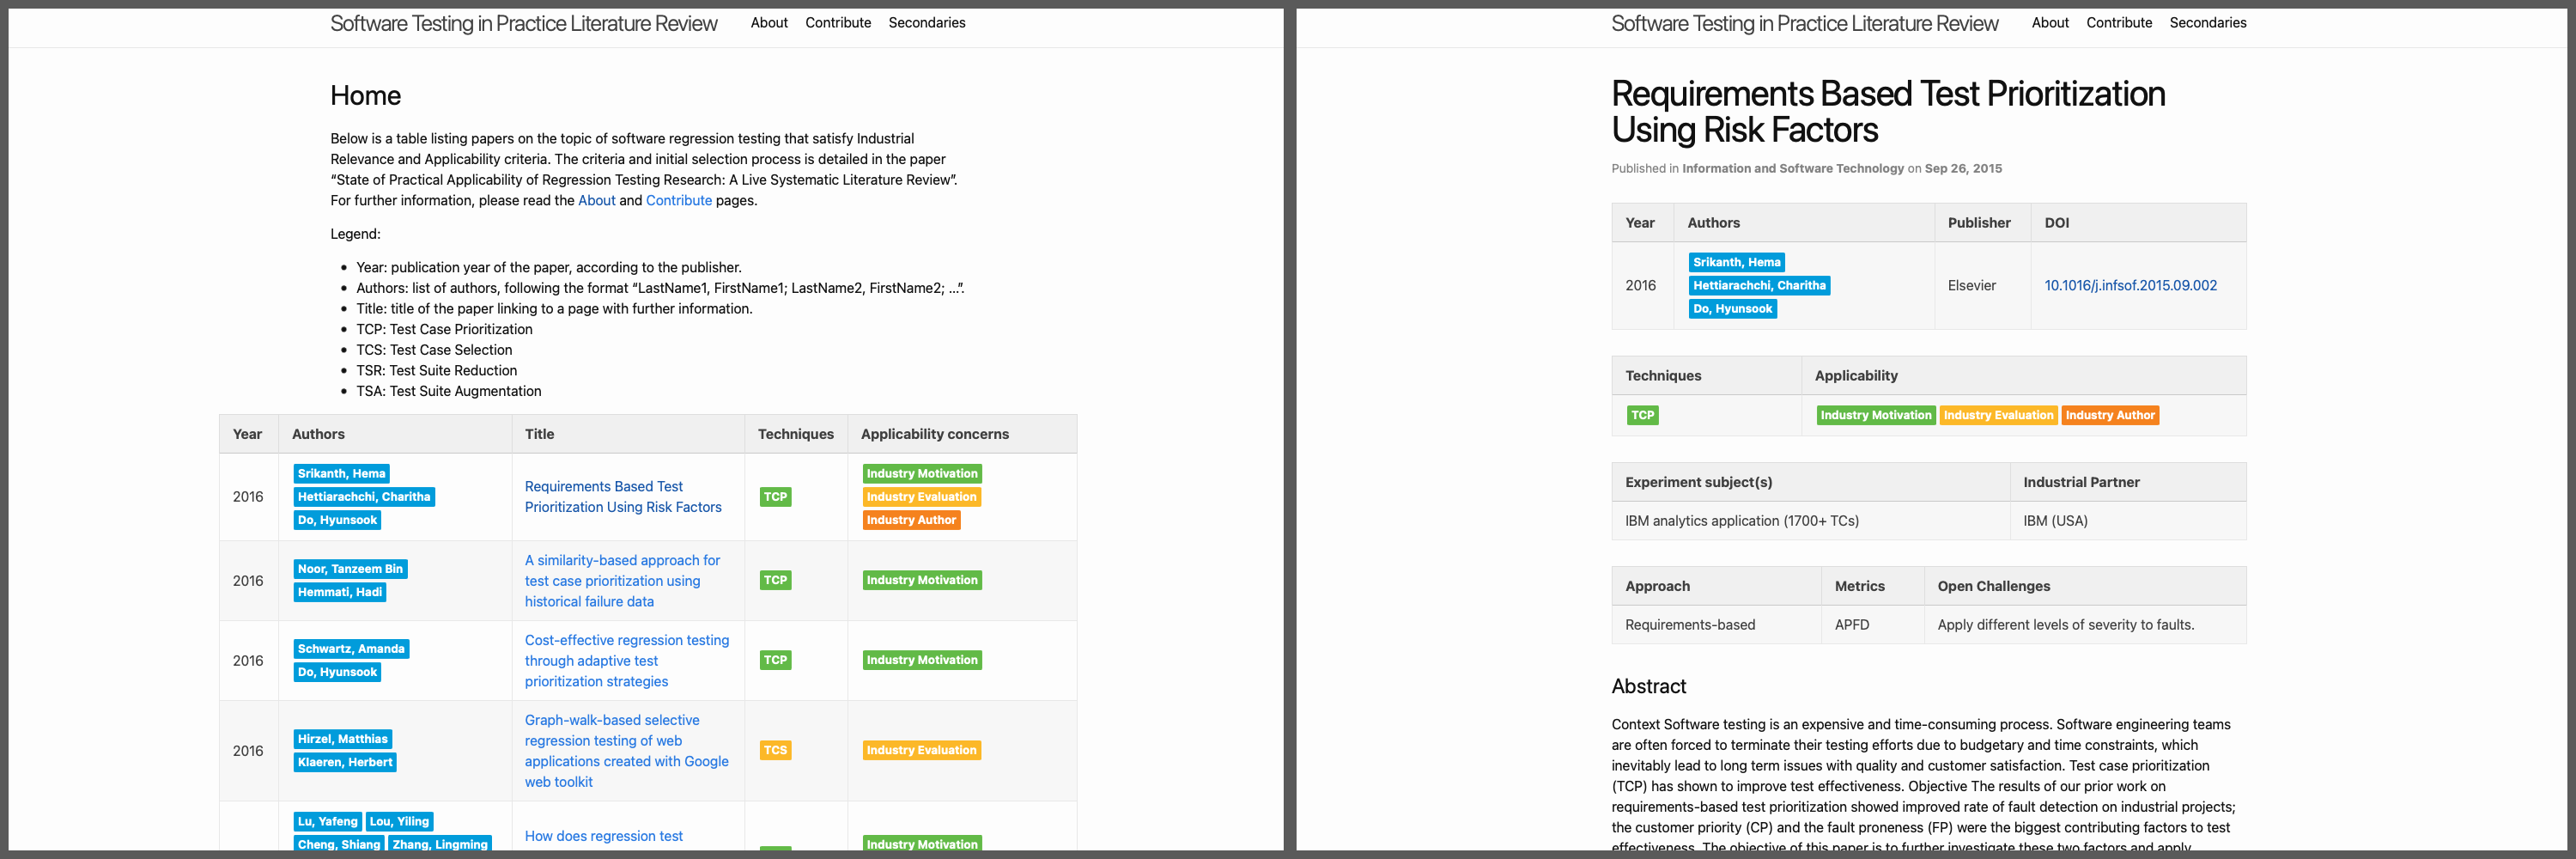 Software Testing in Practice Literature Review About Contribute Secondaries
Home
Below is a table listing papers on the topic of software regression testing that satisfy Industrial
Relevance and Applicability criteria. The criteria and initial selection process is detailed in the paper
“State of Practical Applicability of Regression Testing Research: A Live Systematic Literature Review”.
For further information, please read the About and Contribute pages.
Legend:
• Year: publication year of the paper, according to the publisher.
• Authors: list of authors, following the format “LastName1, FirstName1; LastName2, FirstName2; ...”.
• Title: title of the paper linking to a page with further information.
• TCP: Test Case Prioritization
• TCS: Test Case Selection
• TSR: Test Suite Reduction
• TSA: Test Suite Augmentation
Year Authors Title Techniques Applicability concerns
2016
Srikanth, Hema
Hettiarachchi, Charitha
Do, Hyunsook
Requirements Based Test
Prioritization Using Risk Factors
TCP
Industry Motivation
Industry Evaluation
Industry Author
2016
Noor, Tanzeem Bin
Hemmati, Hadi
A similarity-based approach for
test case prioritization using
historical failure data
TCP
Industry Motivation
2016
Schwartz, Amanda
Do, Hyunsook
Cost-effective regression testing
through adaptive test
prioritization strategies
TCP
Industry Motivation
2016
Hirzel, Matthias
Klaeren, Herbert
Graph-walk-based selective
regression testing of web
applications created with Google
web toolkit
TCS
Industry Evaluation
Lu, Yafeng Lou, Yiling
Cheng, Shiang Zhang, Lingming
How does regression test
Industry Motivation
Software Testing in Practice Literature Review About Contribute Secondaries
Requirements Based Test Prioritization
Using Risk Factors
Published in Information and Software Technology on Sep 26, 2015
Year Authors Publisher DOI
2016
Srikanth, Hema
Hettiarachchi, Charitha
Do, Hyunsook
Elsevier
10.1016/j.infsof.2015.09.002
Techniques Applicability
TCP Industry Motivation Industry Evaluation Industry Author
Experiment subject(s) Industrial Partner
IBM analytics application (1700+ TCs) IBM (USA)
Approach Metrics Open Challenges
Requirements-based APFD Apply different levels of severity to faults.
Abstract
Context Software testing is an expensive and time-consuming process. Software engineering teams
are often forced to terminate their testing efforts due to budgetary and time constraints, which
inevitably lead to long term issues with quality and customer satisfaction. Test case prioritization
(TCP) has shown to improve test effectiveness. Objective The results of our prior work on
requirements-based test prioritization showed improved rate of fault detection on industrial projects;
the customer priority (CP) and the fault proneness (FP) were the biggest contributing factors to test
effectiveness. The objective of this paper is to further investigate these two factors and apply